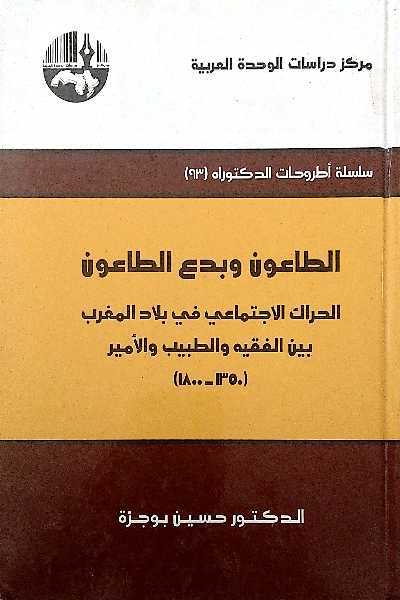 مركز دراسات الوحدة العربية
سلسلة أطروحات الدكتوراه (٩٣)
الطاعون وبدع الطاعون
الحراك الاجتماعي في بلاد المغرب
بين الفقيه والطبيب والأمير
(١٣٥٠ - ١٨٠٠)
الدكتور حسين بوجرة